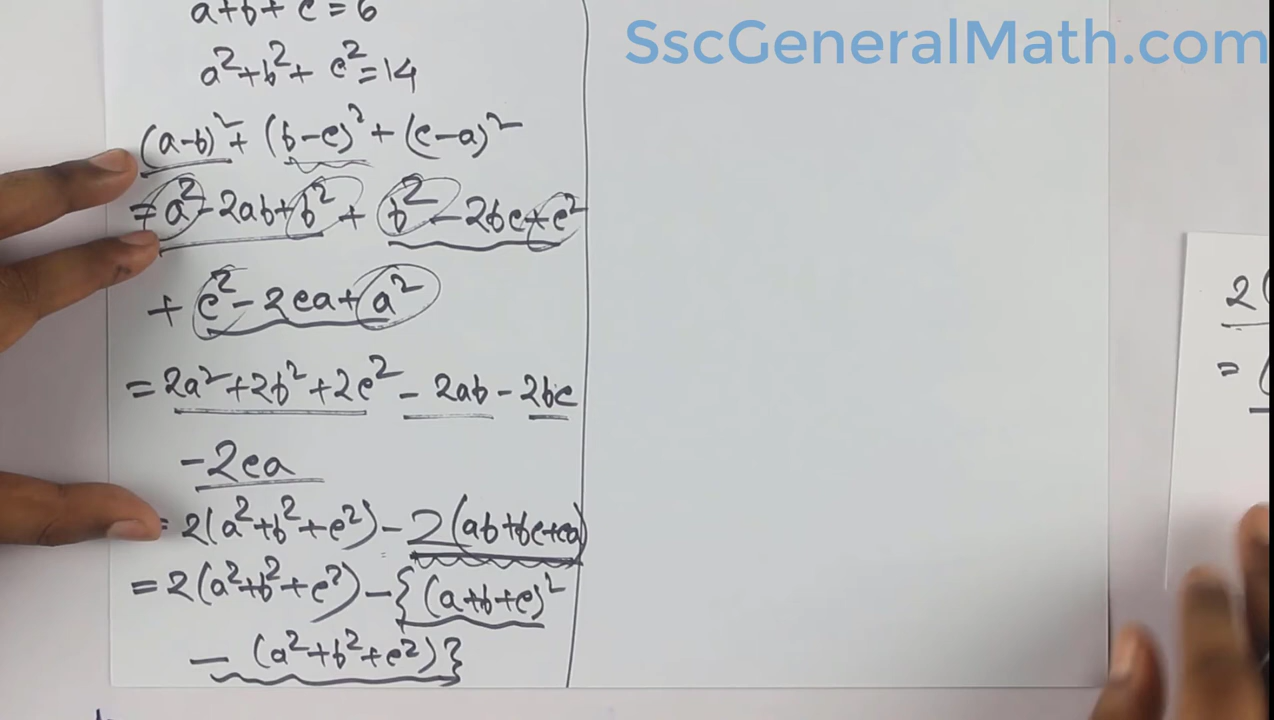 a+b+c=6
SscGeneralMath.com
a²+b²+c²=14
(a-b)²+(b-c)²+(c-a)²
=a²-2ab+b²+b²-2bc+c²
+c²-2ca+a²
=2a²+2b²+2c²-2ab-2bc
-2ca
=2(a²+b²+c²)-2(ab+bc+ca)
=2(a²+b²+c²)-{(a+b+c)²
-(a²+b²+c²)}
2(
=(